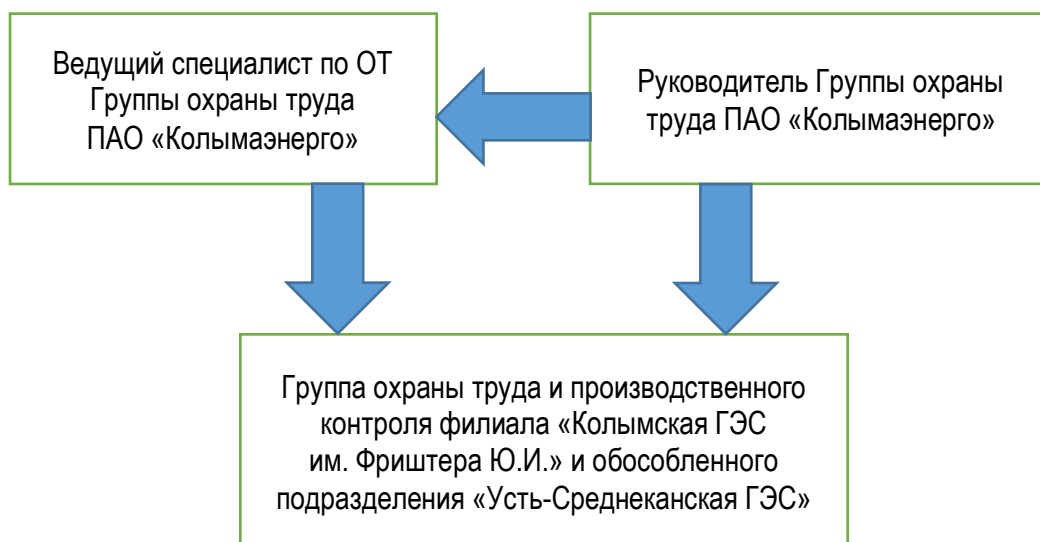 Ведущий специалист по ОТ
Группы охраны труда
ПАО «Колымаэнерго»
Руководитель Группы охраны
труда ПАО «Колымаэнерго»
Группа охраны труда и производственного
контроля филиала «Колымская ГЭС
им. Фриштера Ю.И.» и обособленного
подразделения «Усть-Среднеканская ГЭС»